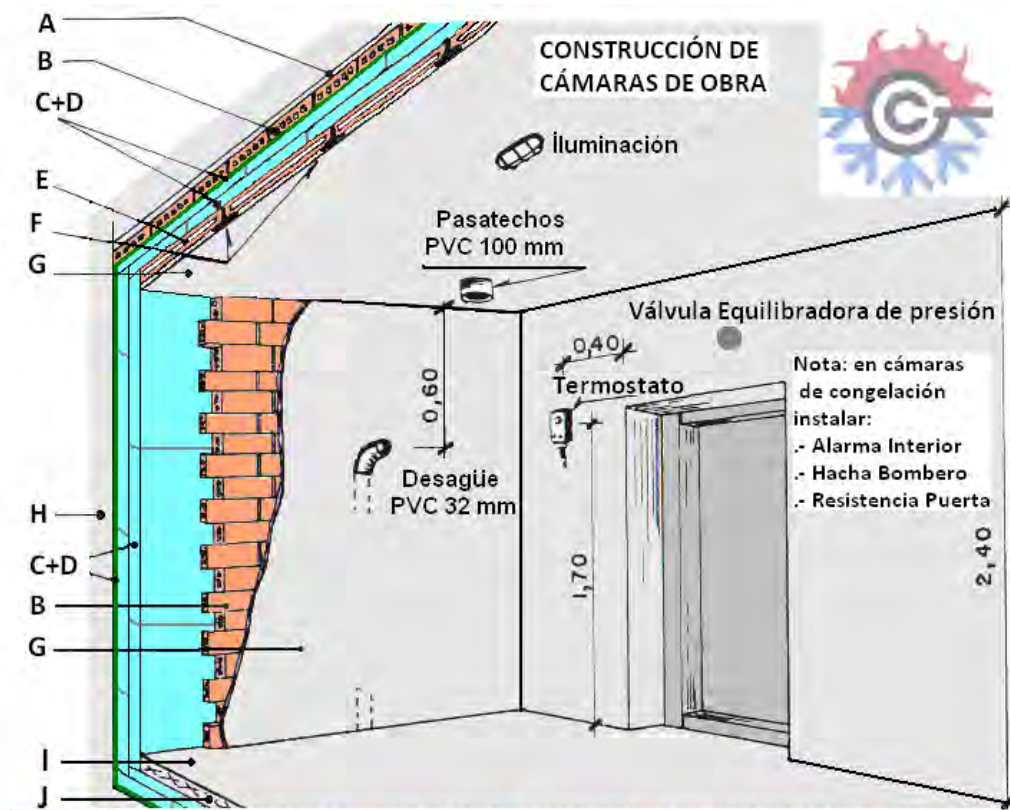 A
B
C+D
E
F
G
H
C+D
B
G
I
J
CONSTRUCCIÓN DE
CÁMARAS DE OBRA
C
Iluminación
Pasatechos
PVC 100 mm
Válvula Equilibradora de presión
0,40
Termostato
0,60
Desagüe
PVC 32 mm
1,70
Nota: en cámaras
de congelación
instalar:
.- Alarma Interior
.- Hacha Bombero
.- Resistencia Puerta
2,40